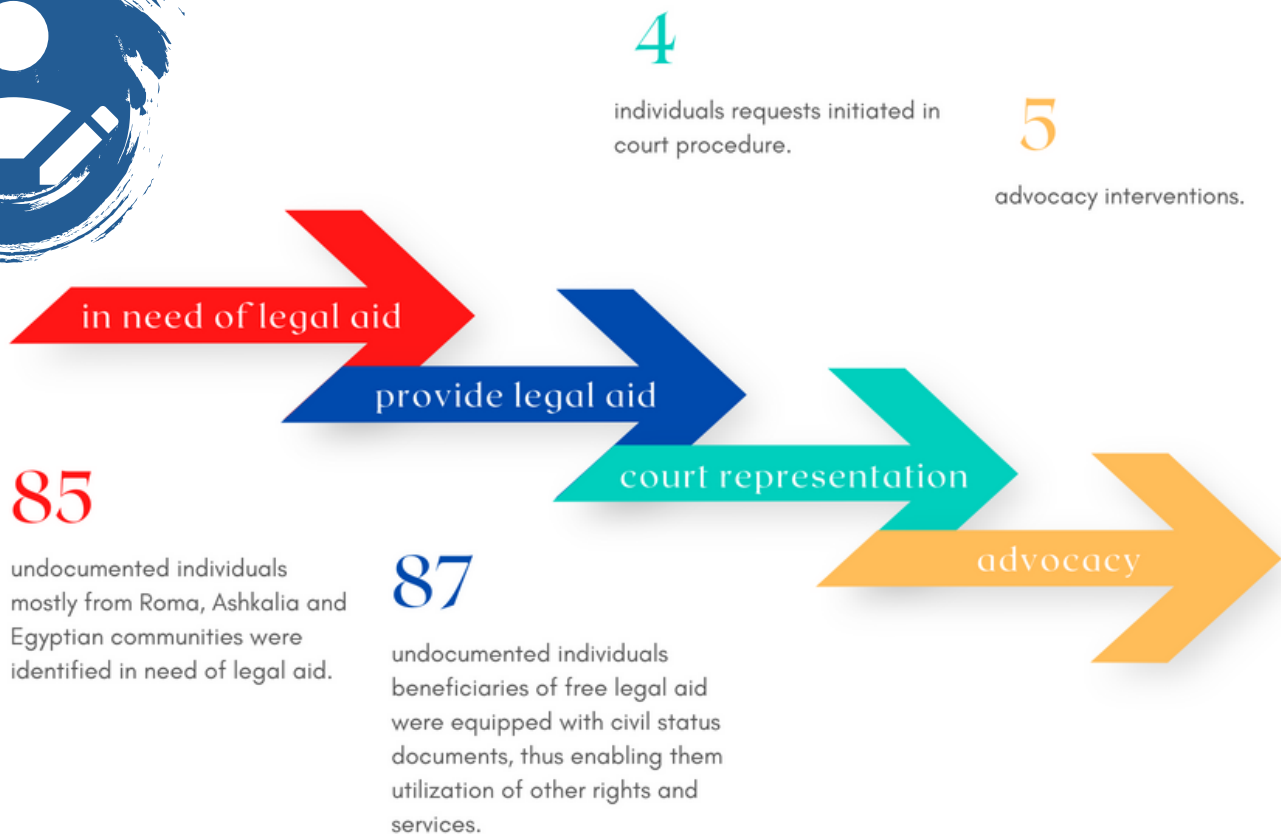 4
individuals requests initiated in
court procedure.
5
advocacy interventions.
in need of legal aid
provide legal aid
court representation
advocacy
85
undocumented individuals
mostly from Roma, Ashkalia and
Egyptian communities were
identified in need of legal aid.
87
undocumented individuals
beneficiaries of free legal aid
were equipped with civil status
documents, thus enabling them
utilization of other rights and
services.